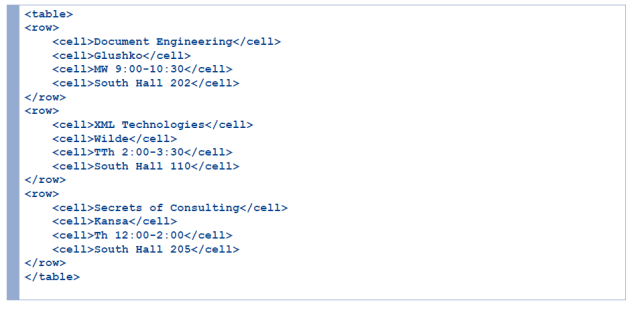 <table>
<row>
    <cell>Document Engineering</cell>
    <cell>Glushko</cell>
    <cell>MW 9:00-10:30</cell>
    <cell>South Hall 202</cell>
</row>
<row>
    <cell>XML Technologies</cell>
    <cell>Wilde</cell>
    <cell>TTh 2:00-3:30</cell>
    <cell>South Hall 110</cell>
</row>
<row>
    <cell>Secrets of Consulting</cell>
    <cell>Kansa</cell>
    <cell>Th 12:00-2:00</cell>
    <cell>South Hall 205</cell>
</row>
</table>